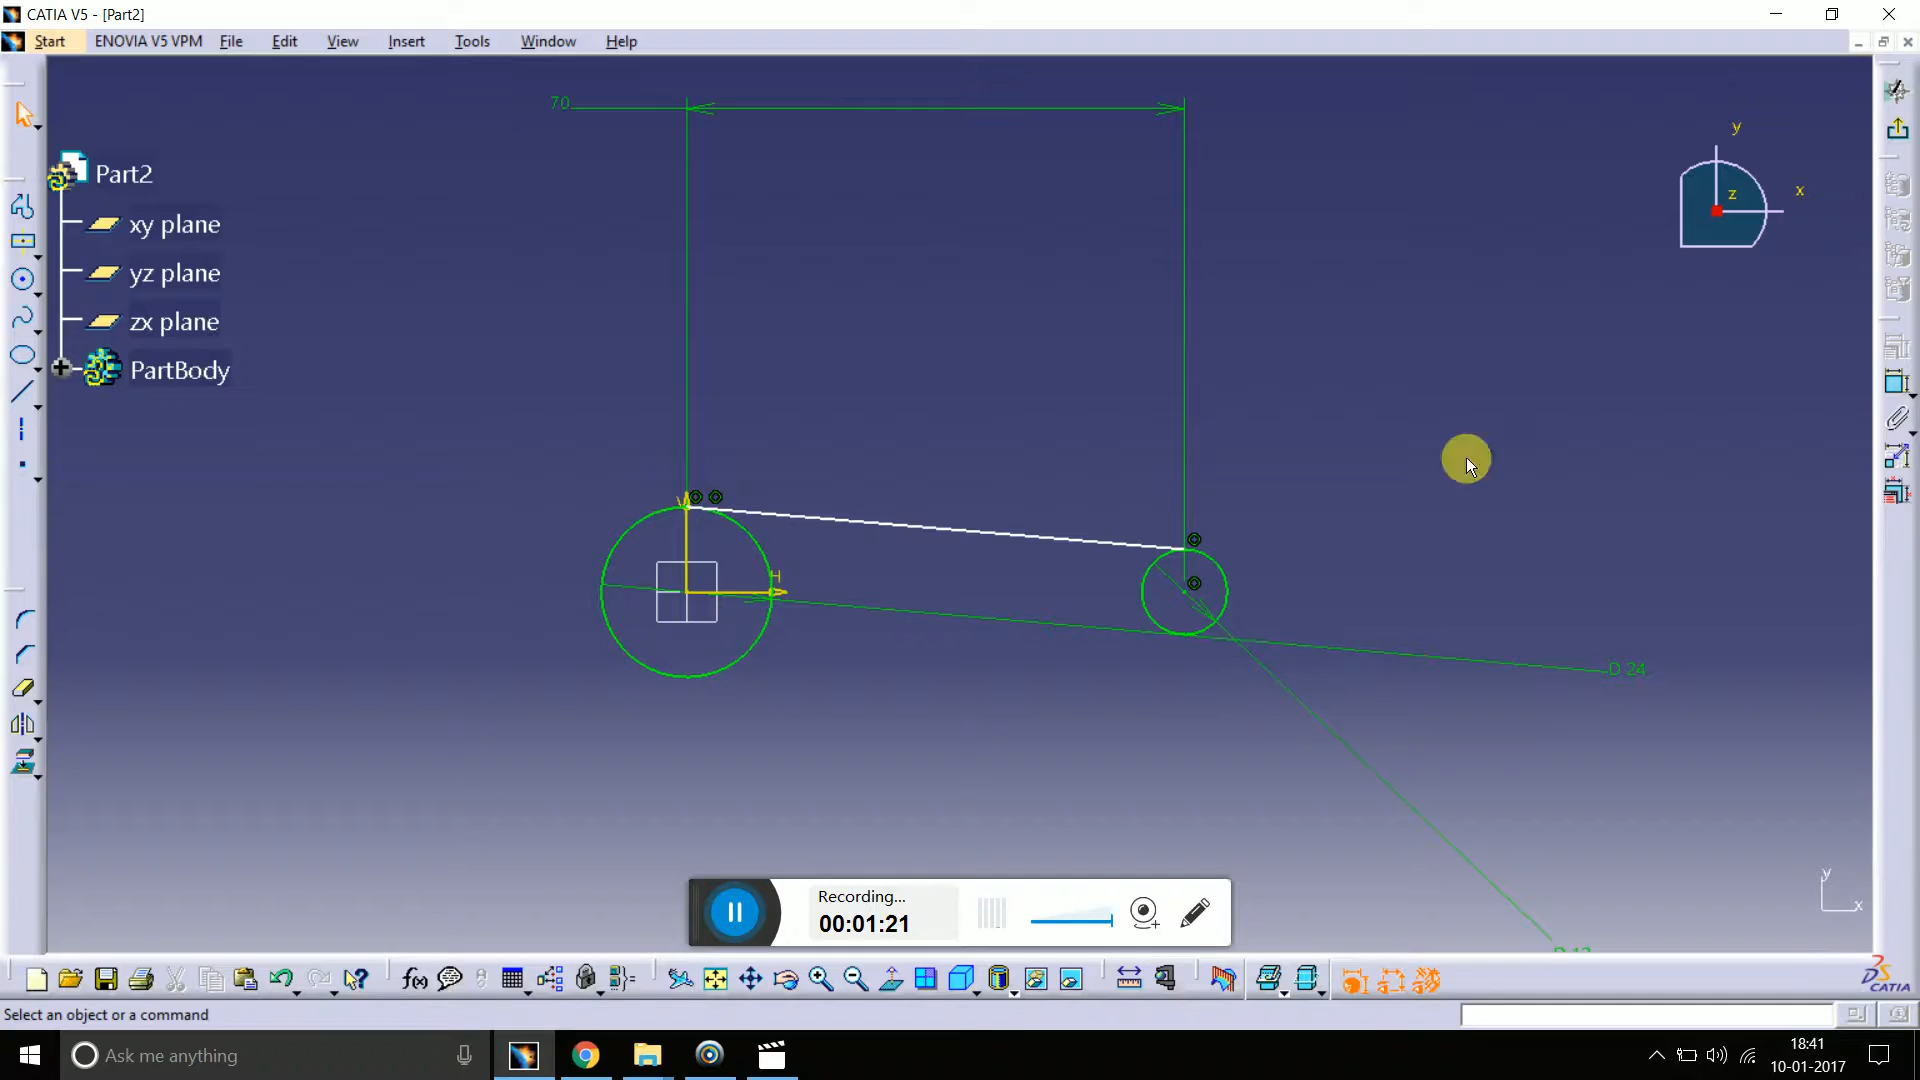 CATIA V5 - [Part2]
Start ENOVIA V5 VPM File Edit View Insert Tools Window Help
70
y
x
z
Part2
xy plane
yz plane
zx plane
PartBody
V
H
D 24
D 12
y
x
Recording...
00:01:21
f(x)
CATIA
Select an object or a command
Ask me anything
18:41
10-01-2017